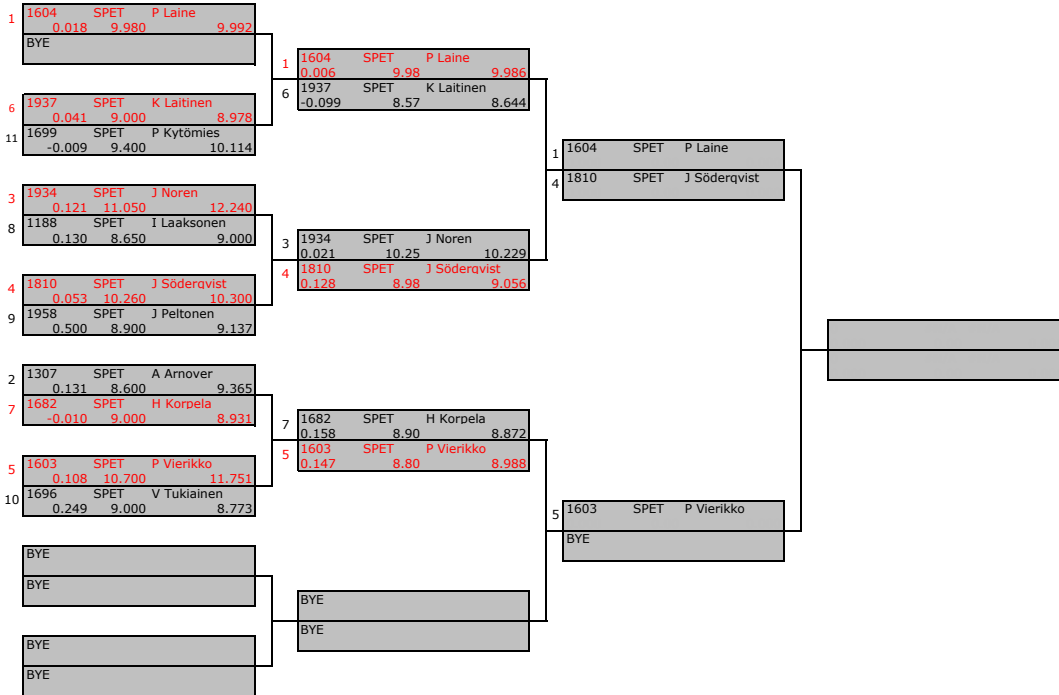 1 1604 SPET P Laine
0.018 9.980 9.992
BYE
6 1937 SPET K Laitinen
0.041 9.000 8.978
11 1699 SPET P Kytömies
-0.009 9.400 10.114
3 1934 SPET J Noren
0.121 11.050 12.240
8 1188 SPET I Laaksonen
0.130 8.650 9.000
4 1810 SPET J Söderqvist
0.053 10.260 10.300
9 1958 SPET J Peltonen
0.500 8.900 9.137
2 1307 SPET A Arnover
0.131 8.600 9.365
7 1682 SPET H Korpela
-0.010 9.000 8.931
5 1603 SPET P Vierikko
0.108 10.700 11.751
10 1696 SPET V Tukiainen
0.249 9.000 8.773
BYE
BYE
BYE
BYE
1 1604 SPET P Laine
0.006 9.98 9.986
6 1937 SPET K Laitinen
-0.099 8.57 8.644
3 1934 SPET J Noren
0.021 10.25 10.229
4 1810 SPET J Söderqvist
0.128 8.98 9.056
7 1682 SPET H Korpela
0.158 8.90 8.872
5 1603 SPET P Vierikko
0.147 8.80 8.988
BYE
BYE
1 1604 SPET P Laine
4 1810 SPET J Söderqvist
5 1603 SPET P Vierikko
BYE